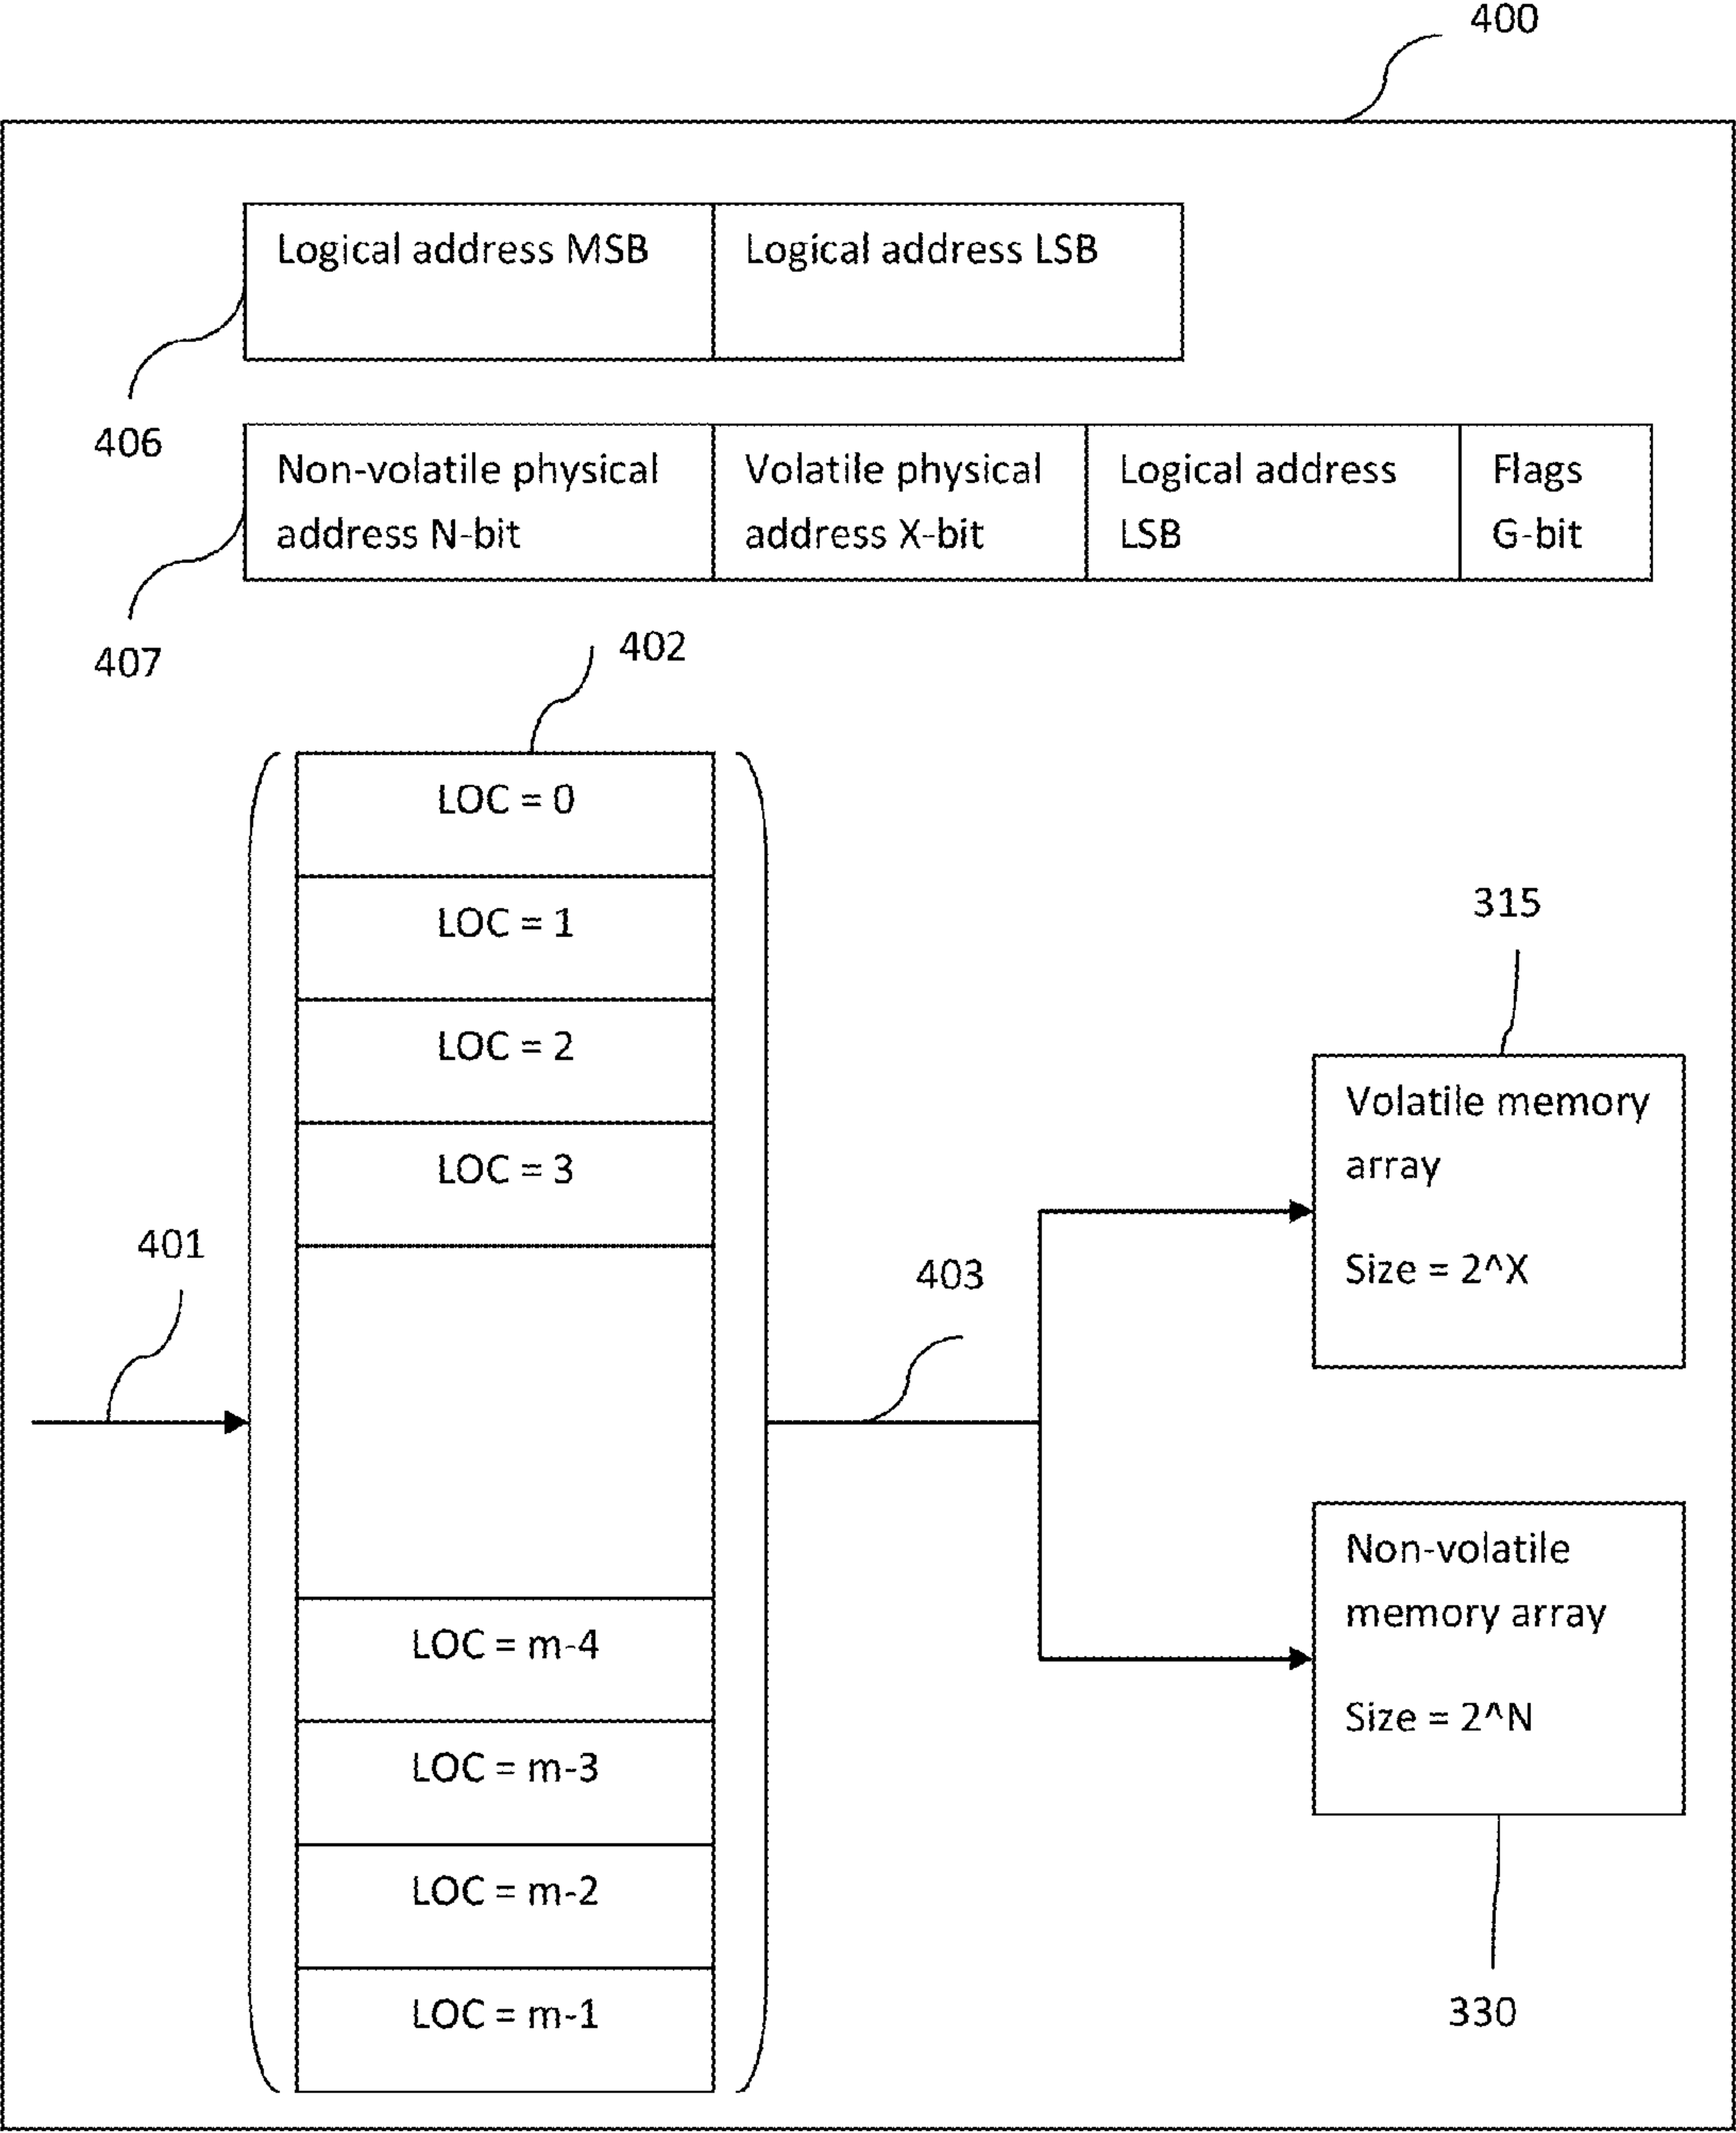 400
Logical address MSB
Logical address LSB
406
Non-volatile physical
address N-bit
Volatile physical
address X-bit
Logical address
LSB
Flags
G-bit
407
402
LOC = 0
LOC = 1
LOC = 2
LOC = 3
LOC = m-4
LOC = m-3
LOC = m-2
LOC = m-1
401
403
315
Volatile memory
array
Size = 2^X
Non-volatile
memory array
Size = 2^N
330